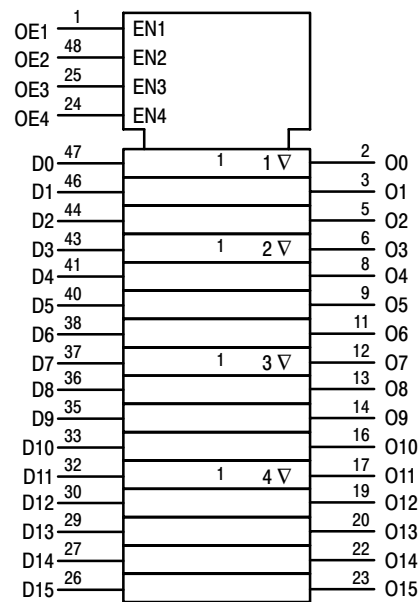 OE1 1 EN1
OE2 48 EN2
OE3 25 EN3
OE4 24 EN4
D0 47 1 1 ∇ 2 O0
D1 46 3 O1
D2 44 5 O2
D3 43 1 2 ∇ 6 O3
D4 41 8 O4
D5 40 9 O5
D6 38 11 O6
D7 37 1 3 ∇ 12 O7
D8 36 13 O8
D9 35 14 O9
D10 33 16 O10
D11 32 1 4 ∇ 17 O11
D12 30 19 O12
D13 29 20 O13
D14 27 22 O14
D15 26 23 O15